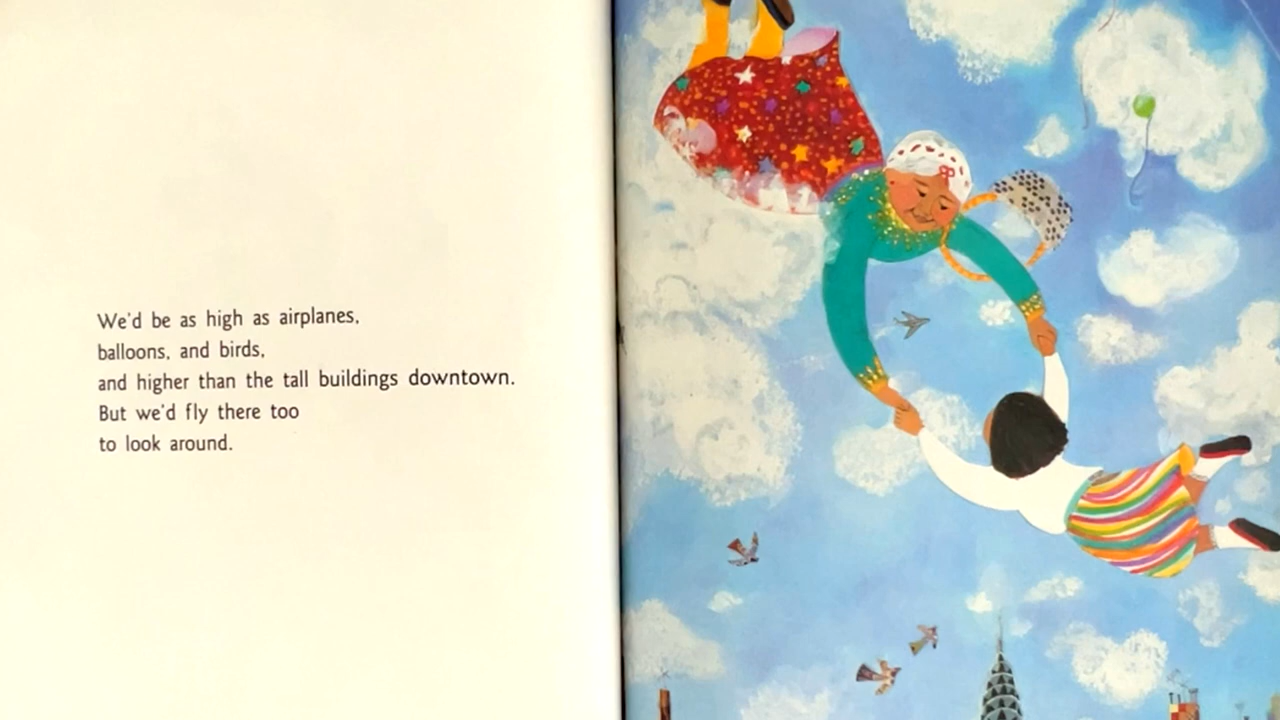 We'd be as high as airplanes,
balloons, and birds,
and higher than the tall buildings downtown.
But we'd fly there too
to look around.